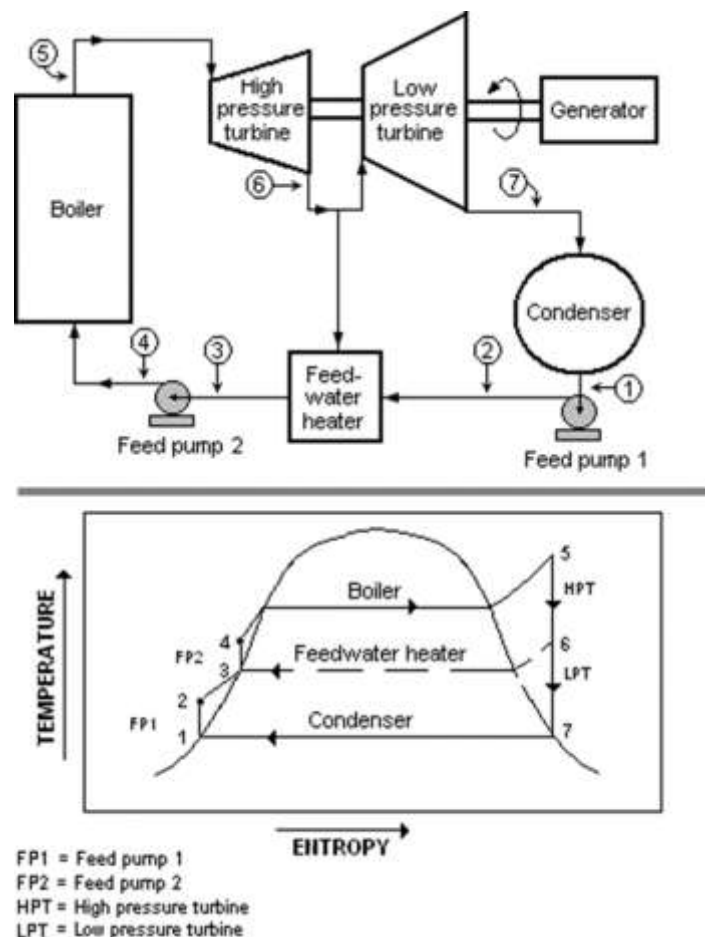 5
High
pressure
turbine
Low
pressure
turbine
Generator
6
7
Boiler
Condenser
4
3
Feed-
water
heater
2
1
Feed pump 2
Feed pump 1
TEMPERATURE
5
Boiler
HPT
4
6
FP2
Feedwater heater
3
LPT
2
FP1
Condenser
1
7
ENTROPY
FP1 = Feed pump 1
FP2 = Feed pump 2
HPT = High pressure turbine
LPT = Low pressure turbine